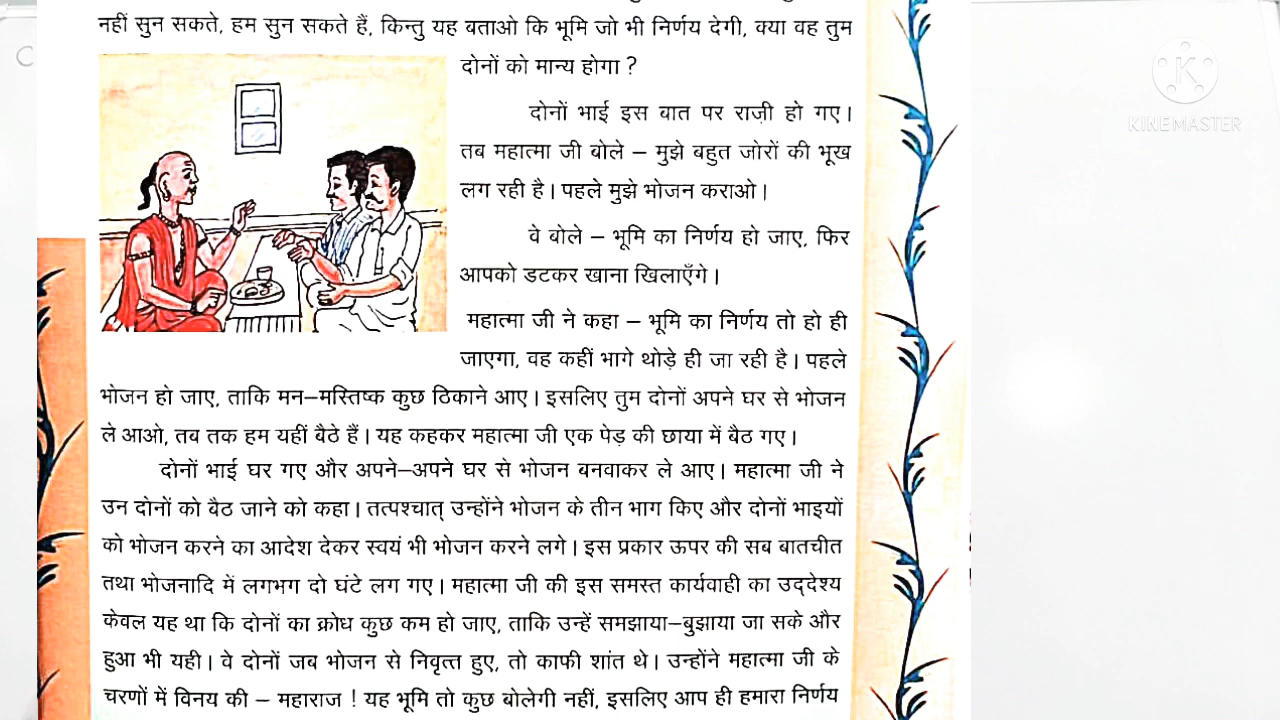 नहीं सुन सकते, हम सुन सकते हैं, किन्तु यह बताओ कि भूमि जो भी निर्णय देगी, क्या वह तुम
दोनों को मान्य होगा ?
दोनों भाई इस बात पर राज़ी हो गए।
तब महात्मा जी बोले – मुझे बहुत जोरों की भूख
लग रही है। पहले मुझे भोजन कराओ।
वे बोले – भूमि का निर्णय हो जाए, फिर
आपको डटकर खाना खिलाएँगे।
महात्मा जी ने कहा – भूमि का निर्णय तो हो ही
जाएगा, वह कहीं भागे थोड़े ही जा रही है। पहले
भोजन हो जाए, ताकि मन–मस्तिष्क कुछ ठिकाने आए। इसलिए तुम दोनों अपने घर से भोजन
ले आओ, तब तक हम यहीं बैठे हैं। यह कहकर महात्मा जी एक पेड़ की छाया में बैठ गए।
दोनों भाई घर गए और अपने–अपने घर से भोजन बनवाकर ले आए। महात्मा जी ने
उन दोनों को बैठ जाने को कहा। तत्पश्चात् उन्होंने भोजन के तीन भाग किए और दोनों भाइयों
को भोजन करने का आदेश देकर स्वयं भी भोजन करने लगे। इस प्रकार ऊपर की सब बातचीत
तथा भोजनादि में लगभग दो घंटे लग गए। महात्मा जी की इस समस्त कार्यवाही का उद्‌देश्य
केवल यह था कि दोनों का क्रोध कुछ कम हो जाए, ताकि उन्हें समझाया–बुझाया जा सके और
हुआ भी यही। वे दोनों जब भोजन से निवृत्त हुए, तो काफी शांत थे। उन्होंने महात्मा जी के
चरणों में विनय की – महाराज ! यह भूमि तो कुछ बोलेगी नहीं, इसलिए आप ही हमारा निर्णय
K
KINEMASTER